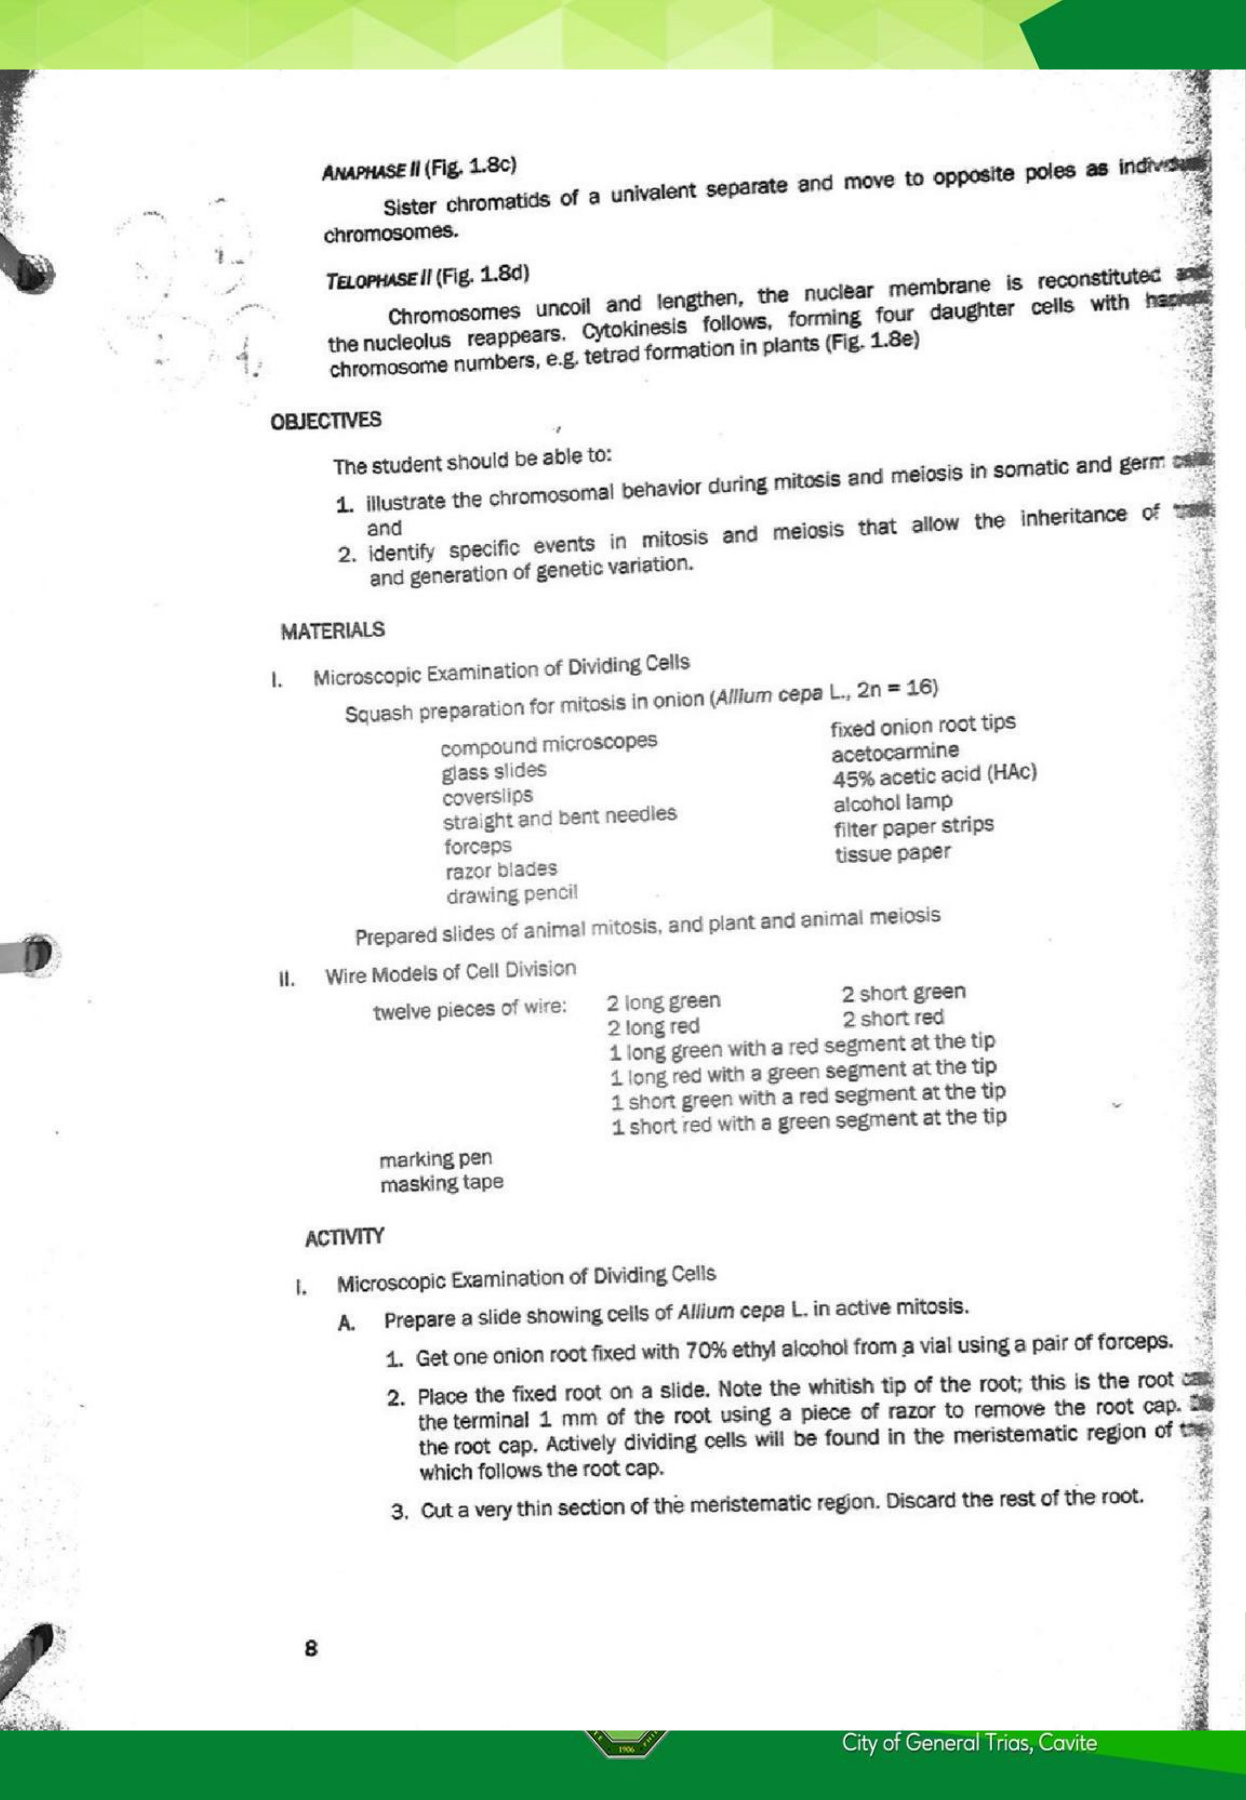 ANAPHASE II (Fig. 1.8c)
Sister chromatids of a univalent separate and move to opposite poles as
chromosomes.
TELOPHASE II (Fig. 1.8d)
Chromosomes uncoil and lengthen, the nuclear membrane is reconstituted and
the nucleolus reappears. Cytokinesis follows, forming four daughter cells with
chromosome numbers, e.g. tetrad formation in plants (Fig. 1.8e)
OBJECTIVES
The student should be able to:
1. illustrate the chromosomal behavior during mitosis and meiosis in somatic and germ
and
2. identify specific events in mitosis and meiosis that allow the inheritance of
and generation of genetic variation.
MATERIALS
I. Microscopic Examination of Dividing Cells
Squash preparation for mitosis in onion (Allium cepa L., 2n = 16)
compound microscopes
glass slides
coverslips
straight and bent needles
forceps
razor blades
drawing pencil
fixed onion root tips
acetocarmine
45% acetic acid (HAc)
alcohol lamp
filter paper strips
tissue paper
Prepared slides of animal mitosis, and plant and animal meiosis
II. Wire Models of Cell Division
twelve pieces of wire: 2 long green 2 short green
2 long red 2 short red
1 long green with a red segment at the tip
1 long red with a green segment at the tip
1 short green with a red segment at the tip
1 short red with a green segment at the tip
marking pen
masking tape
ACTIVITY
I. Microscopic Examination of Dividing Cells
A. Prepare a slide showing cells of Allium cepa L. in active mitosis.
1. Get one onion root fixed with 70% ethyl alcohol from a vial using a pair of forceps.
2. Place the fixed root on a slide. Note the whitish tip of the root; this is the root
the terminal 1 mm of the root using a piece of razor to remove the root cap.
the root cap. Actively dividing cells will be found in the meristematic region of
which follows the root cap.
3. Cut a very thin section of the meristematic region. Discard the rest of the root.
8
1906
City of General Trias, Cavite